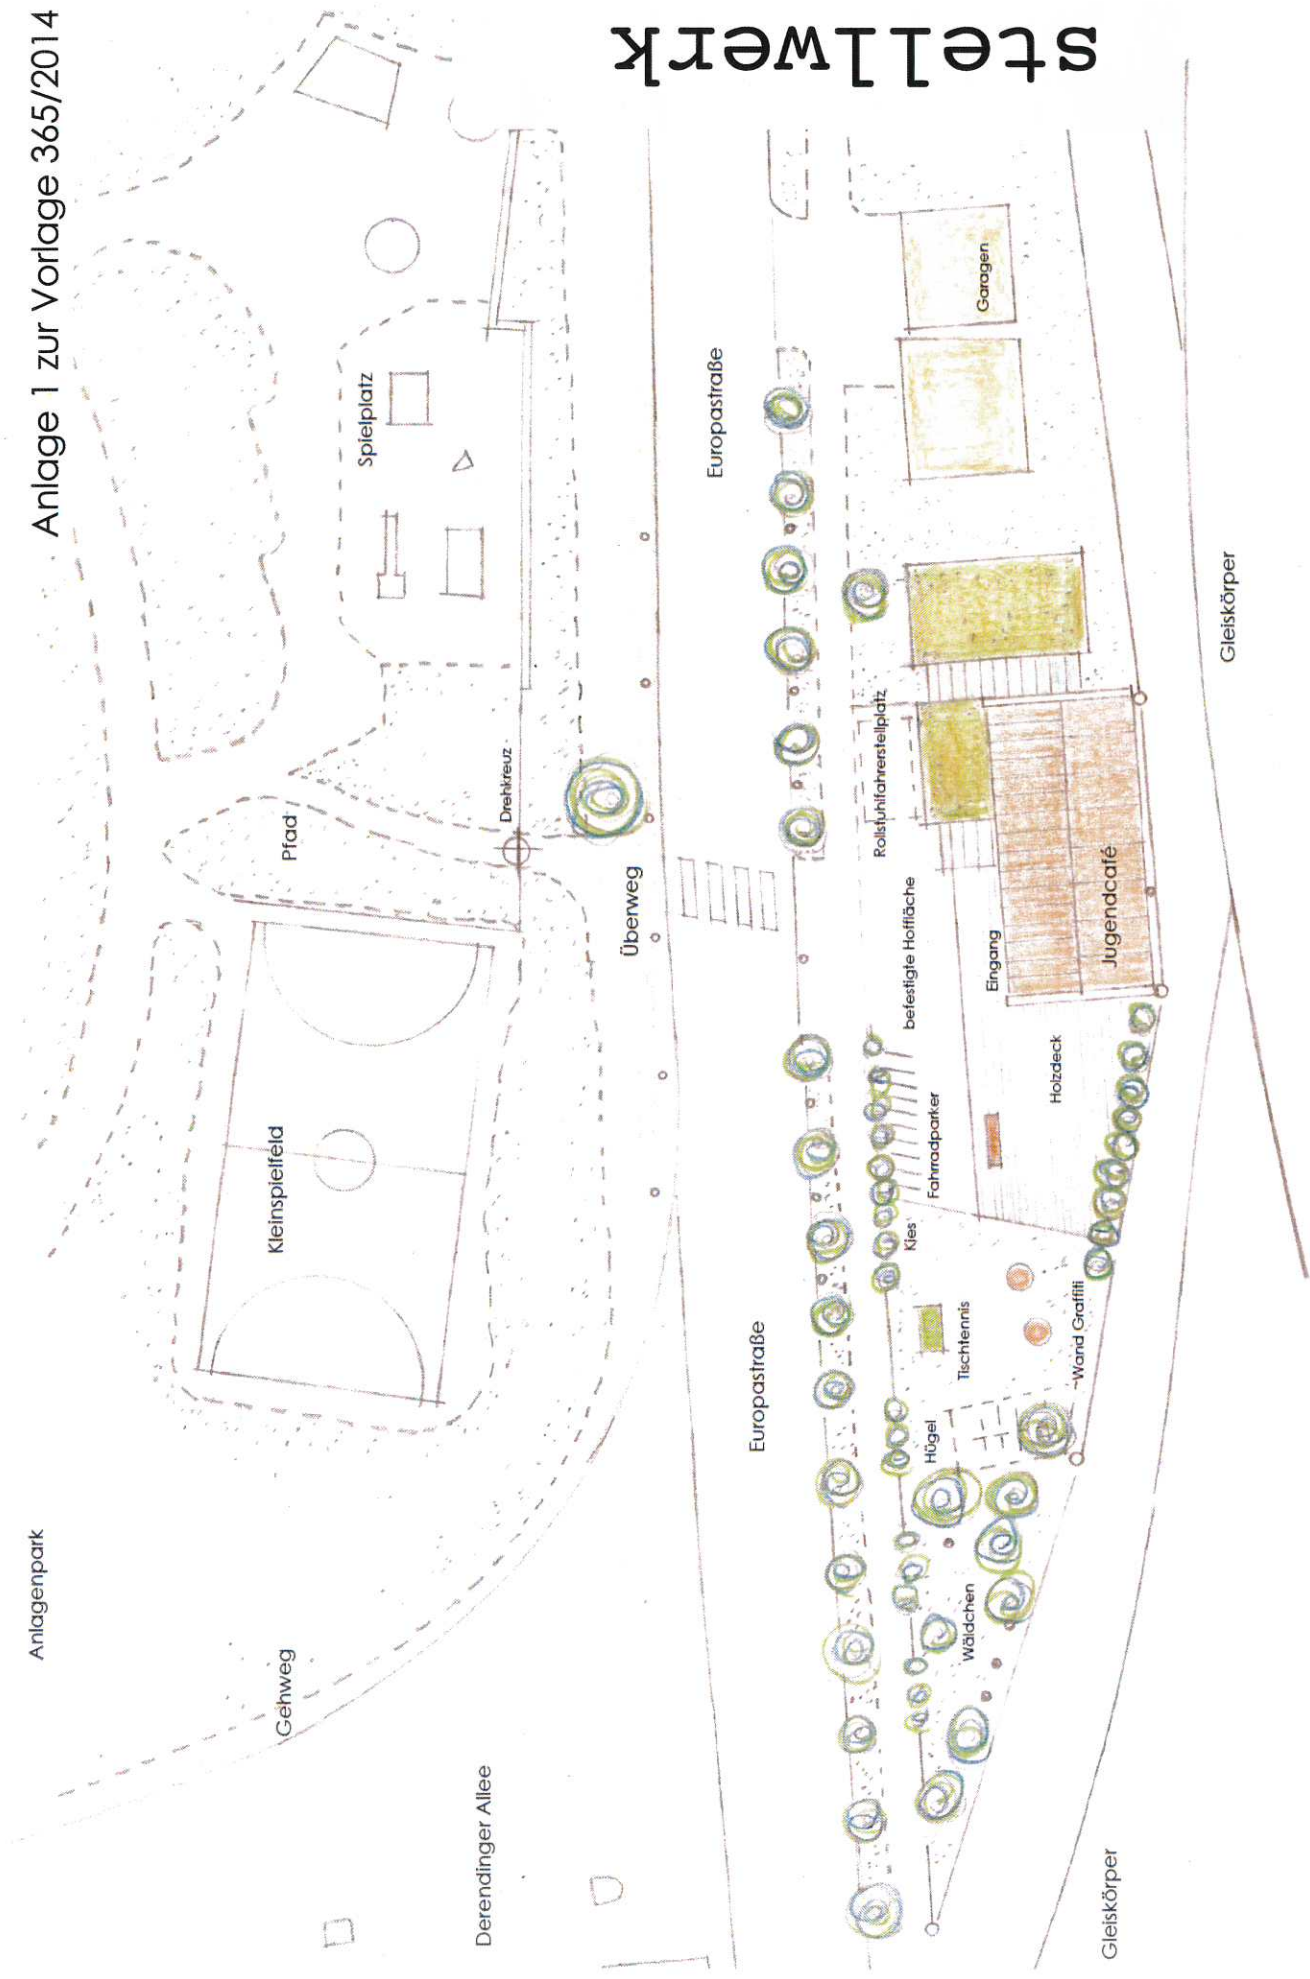 Anlage 1 zur Vorlage 365/2014
stellwerk
Anlagenpark
Gehweg
Kleinspielfeld
Pfad
Spielplatz
Derendinger Allee
Drehkreuz
Überweg
Europastraße
Europastraße
Rollstuhlfahrerstellplatz
Garagen
befestigte Hoffläche
Fahrradparker
Kies
Eingang
Jugendcafé
Holzdeck
Tischtennis
Wand Graffiti
Hügel
Wäldchen
Gleiskörper
Gleiskörper